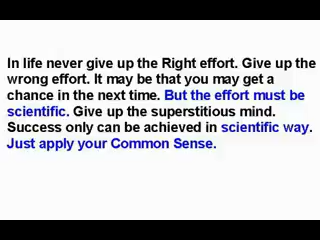 In life never give up the Right effort. Give up the
wrong effort. It may be that you may get a
chance in the next time. But the effort must be
scientific. Give up the superstitious mind.
Success only can be achieved in scientific way.
Just apply your Common Sense.